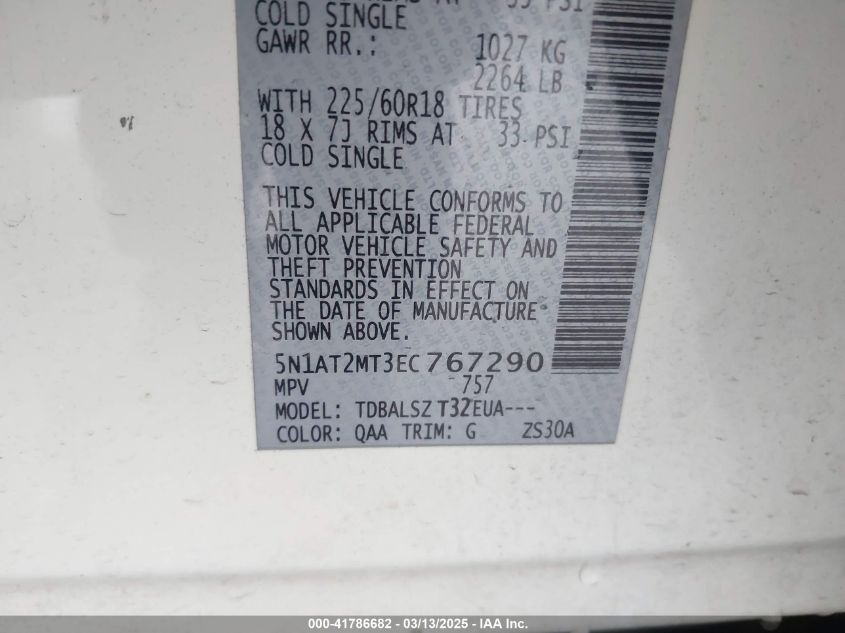 COLD SINGLE
GAWR RR.: 1027 KG
2264 LB
WITH 225/60R18 TIRES
18 X 7J RIMS AT 33 PSI
COLD SINGLE
THIS VEHICLE CONFORMS TO
ALL APPLICABLE FEDERAL
MOTOR VEHICLE SAFETY AND
THEFT PREVENTION
STANDARDS IN EFFECT ON
THE DATE OF MANUFACTURE
SHOWN ABOVE.
5N1AT2MT3EC767290
MPV 757
MODEL: TDBALSZ T32EUA---
COLOR: QAA TRIM: G ZS30A
000-41786682 - 03/13/2025 - IAA Inc.